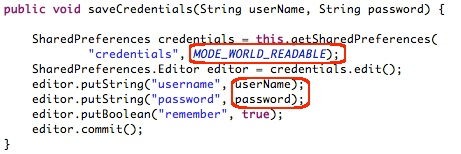 public void saveCredentials(String userName, String password) {
SharedPreferences credentials = this.getSharedPreferences(
"credentials", MODE_WORLD_READABLE);
SharedPreferences.Editor editor = credentials.edit();
editor.putString("username", userName);
editor.putString("password", password);
editor.putBoolean("remember", true);
editor.commit();
}